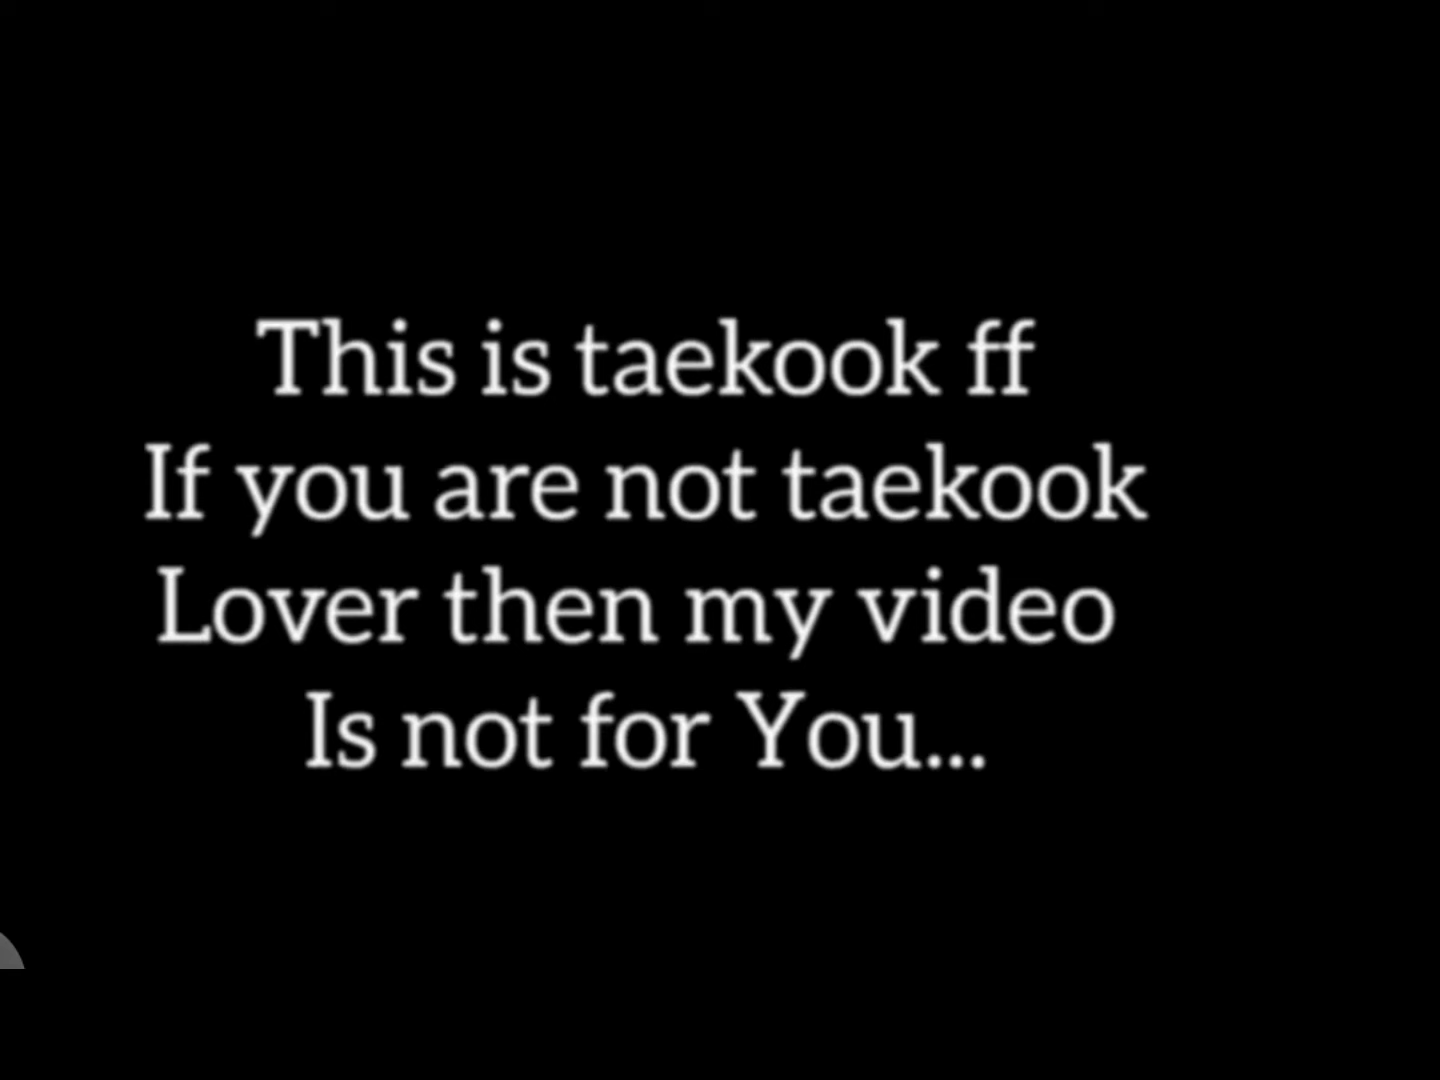 This is taekook ff
If you are not taekook
Lover then my video
Is not for You...